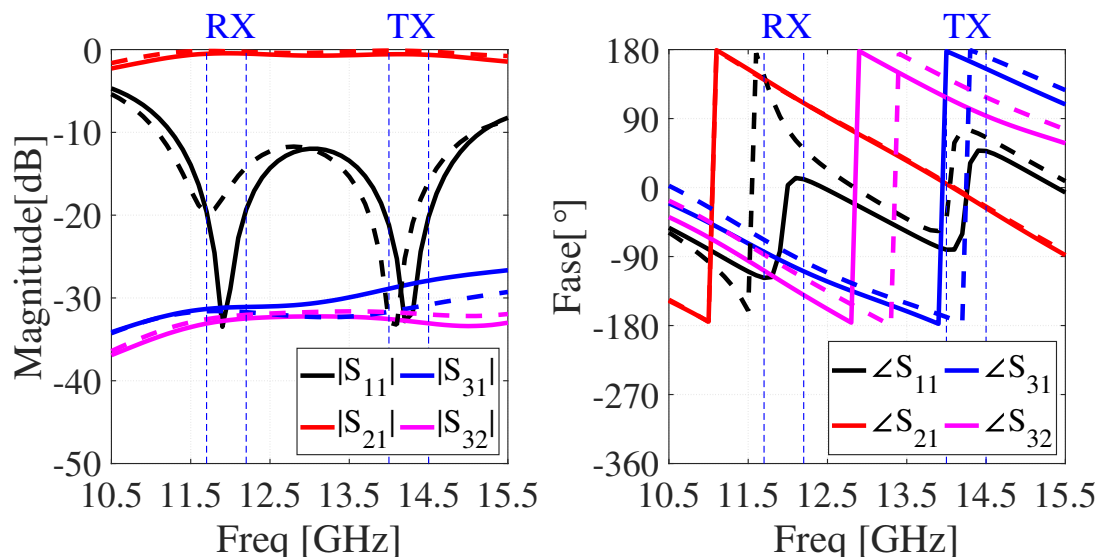 RX TX
0
-10
-20
-30
-40
-50
Magnitude[dB]
|S11| |S31|
|S21| |S32|
10.5 11.5 12.5 13.5 14.5 15.5
Freq [GHz]
RX TX
180
90
0
-90
-180
-270
-360
Fase[ °]
∠S11 ∠S31
∠S21 ∠S32
10.5 11.5 12.5 13.5 14.5 15.5
Freq [GHz]